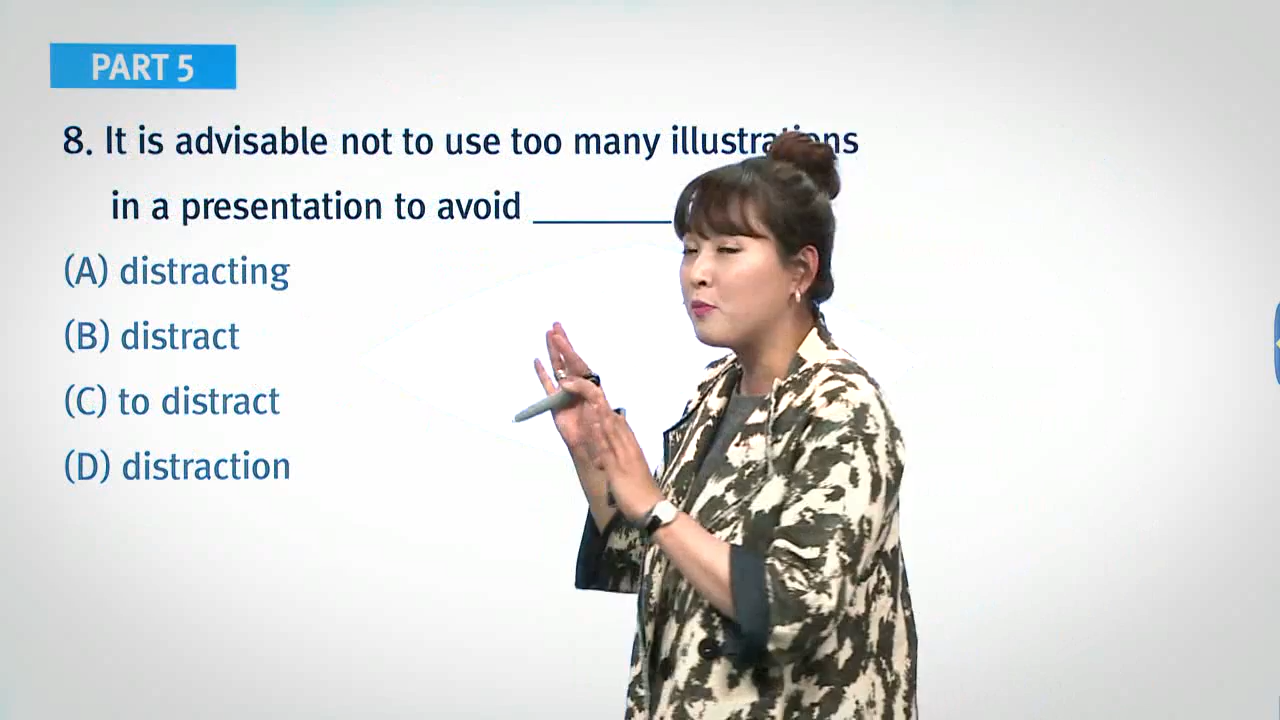 PART 5
8. It is advisable not to use too many illustrations
in a presentation to avoid ________
(A) distracting
(B) distract
(C) to distract
(D) distraction